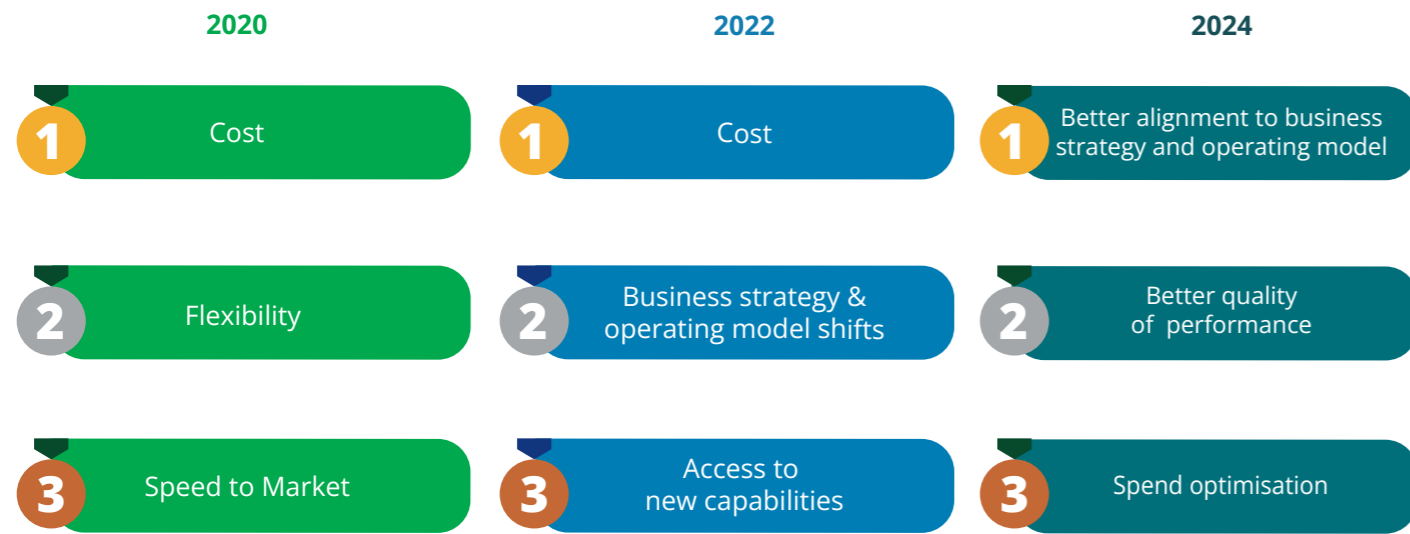 2020
2022
2024
1
Cost
1
Cost
1
Better alignment to business
strategy and operating model
2
Flexibility
2
Business strategy &
operating model shifts
2
Better quality
of performance
3
Speed to Market
3
Access to
new capabilities
3
Spend optimisation